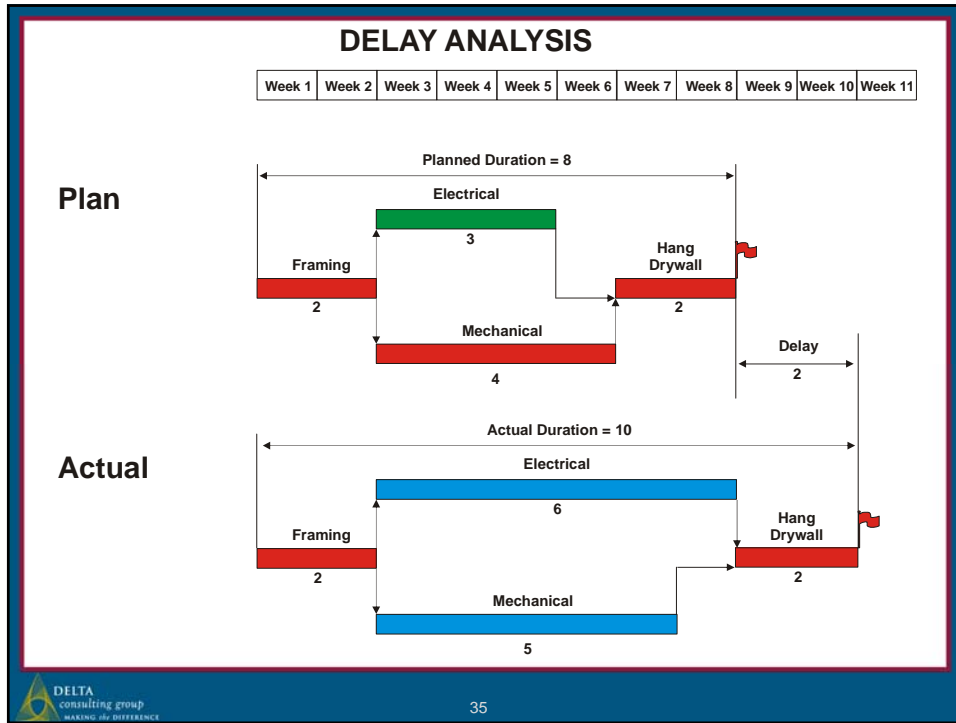 DELAY ANALYSIS
Week 1 Week 2 Week 3 Week 4 Week 5 Week 6 Week 7 Week 8 Week 9 Week 10 Week 11
Plan
Planned Duration = 8
Electrical
3
Framing
2
Hang
Drywall
2
Mechanical
4
Delay
2
Actual
Actual Duration = 10
Electrical
6
Framing
2
Hang
Drywall
2
Mechanical
5
DELTA
consulting group
MAKING the DIFFERENCE
35